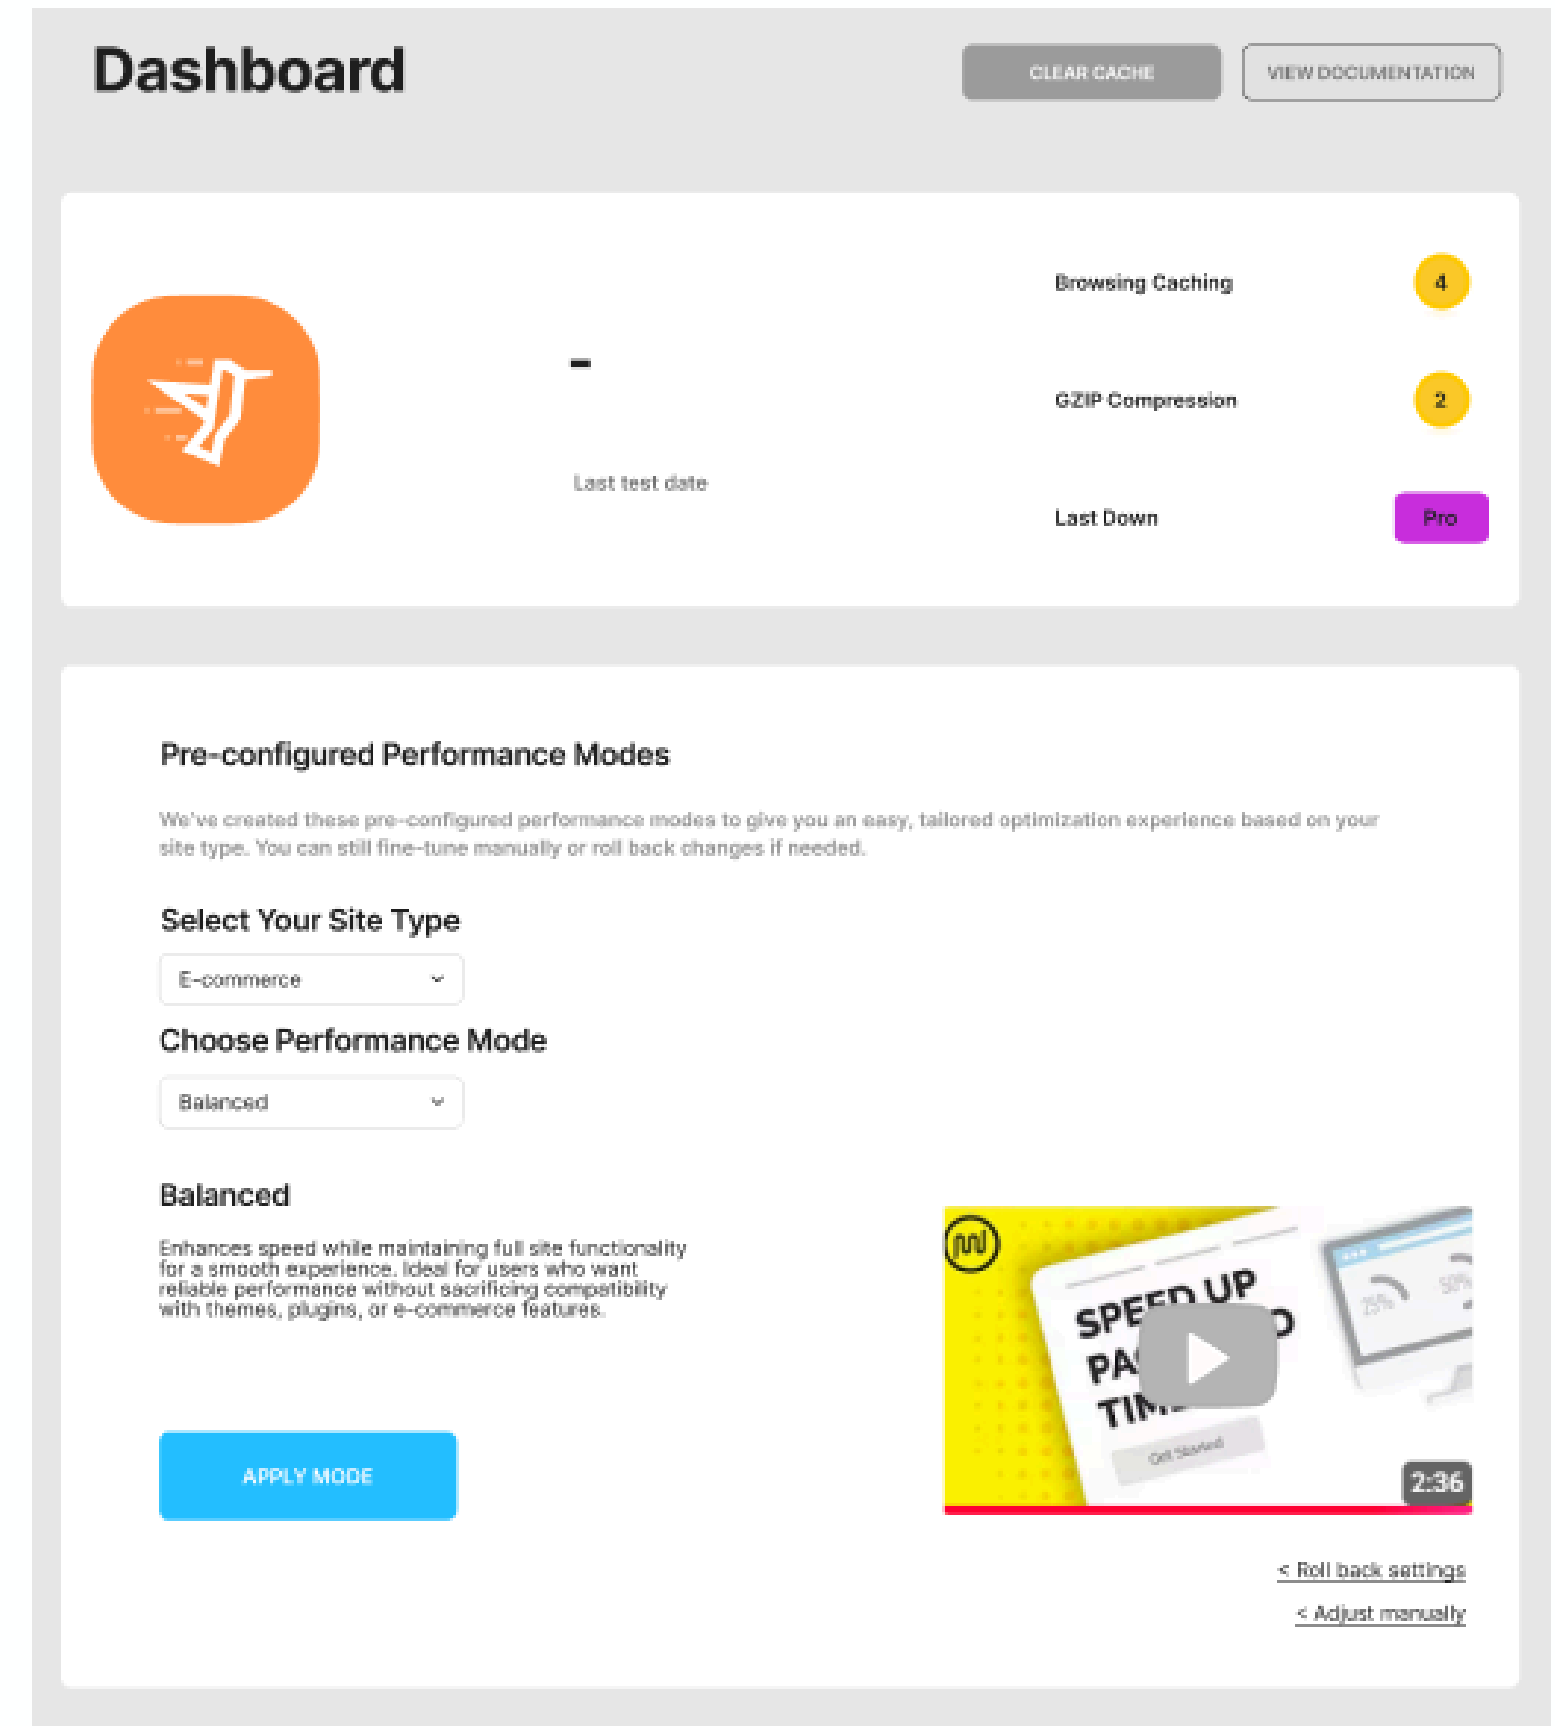 Dashboard
CLEAR CACHE
VIEW DOCUMENTATION
Browsing Caching
4
-
GZIP Compression
2
Last test date
Last Down
Pro
Pre-configured Performance Modes
We've created these pre-configured performance modes to give you an easy, tailored optimization experience based on your
site type. You can still fine-tune manually or roll back changes if needed.
Select Your Site Type
E-commerce
Choose Performance Mode
Balanced
Balanced
Enhances speed while maintaining full site functionality
for a smooth experience. Ideal for users who want
reliable performance without sacrificing compatibility
with themes, plugins, or e-commerce features.
SPEED UP
25%
50%
Get Started
2:36
APPLY MODE
< Roll back settings
< Adjust manually